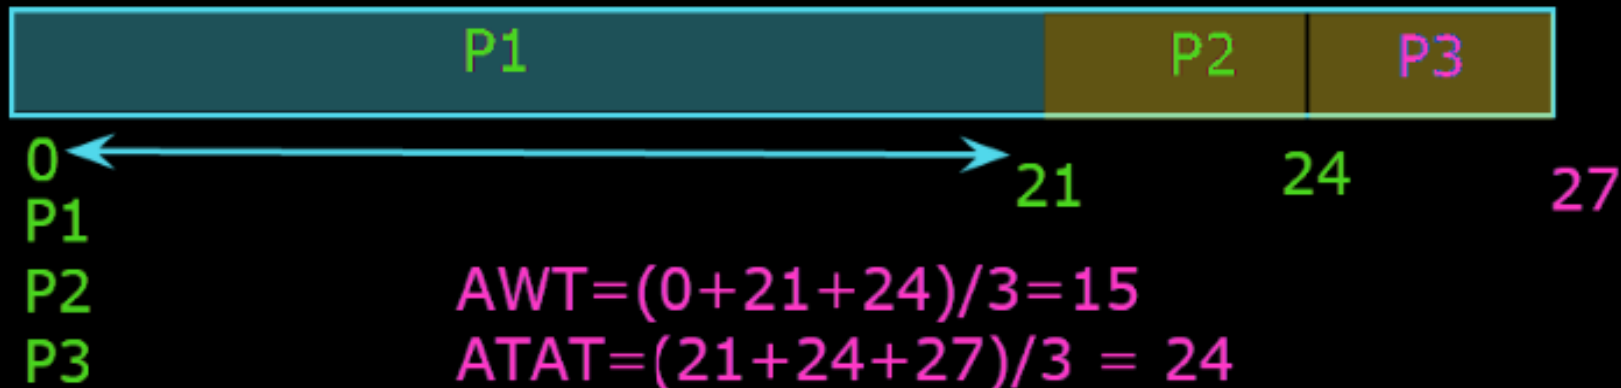 P1 P2 P3
0 21 24 27
P1
P2 AWT=(0+21+24)/3=15
P3 ATAT=(21+24+27)/3 = 24